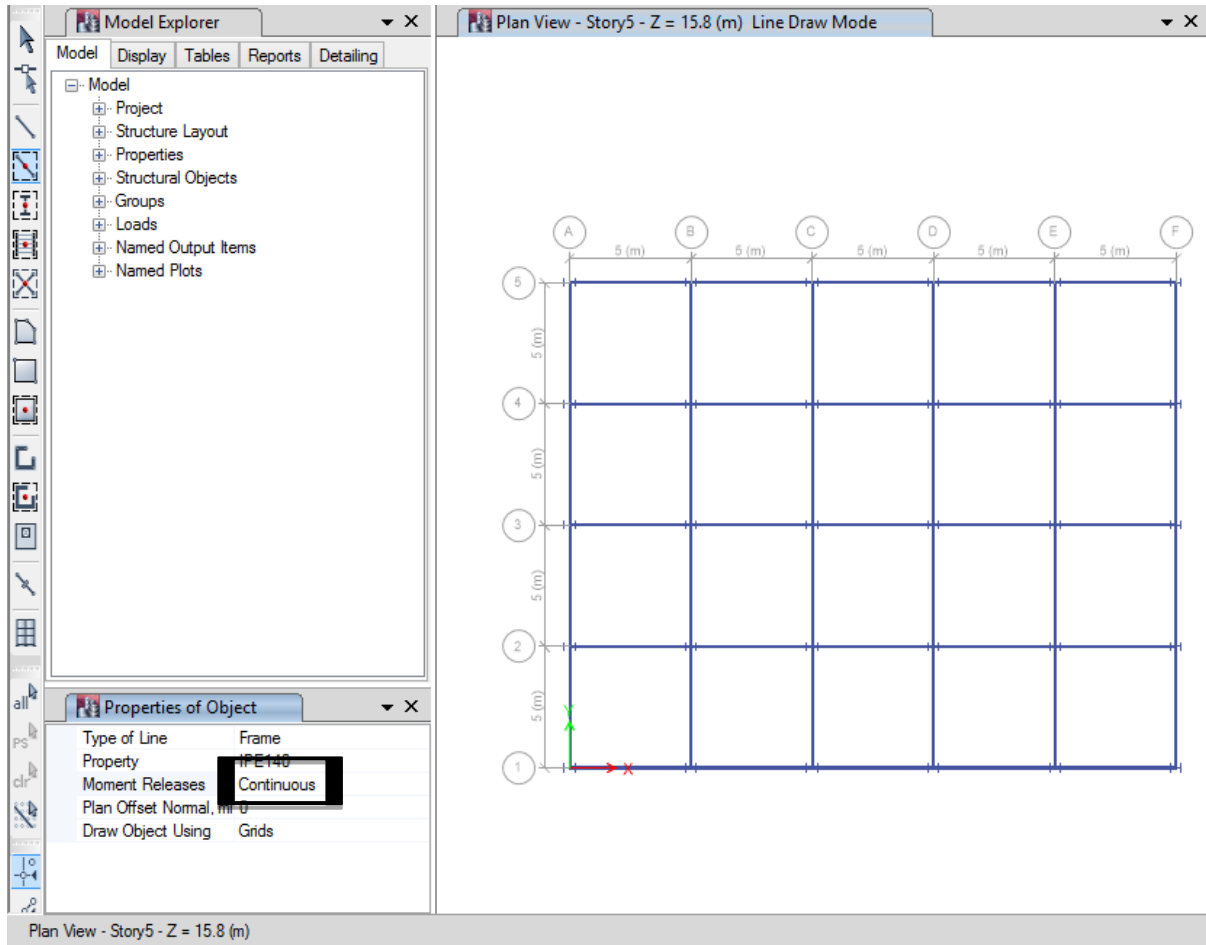 Model Explorer
Model Display Tables Reports Detailing
Model
Project
Structure Layout
Properties
Structural Objects
Groups
Loads
Named Output Items
Named Plots
all
PS
clr
Properties of Object
Type of Line Frame
Property IPE140
Moment Releases Continuous
Plan Offset Normal, m 0
Draw Object Using Grids
Plan View - Story5 - Z = 15.8 (m) Line Draw Mode
A B C D E F
5 (m) 5 (m) 5 (m) 5 (m) 5 (m)
5
5 (m)
4
5 (m)
3
5 (m)
2
5 (m)
Y
1
X
Plan View - Story5 - Z = 15.8 (m)